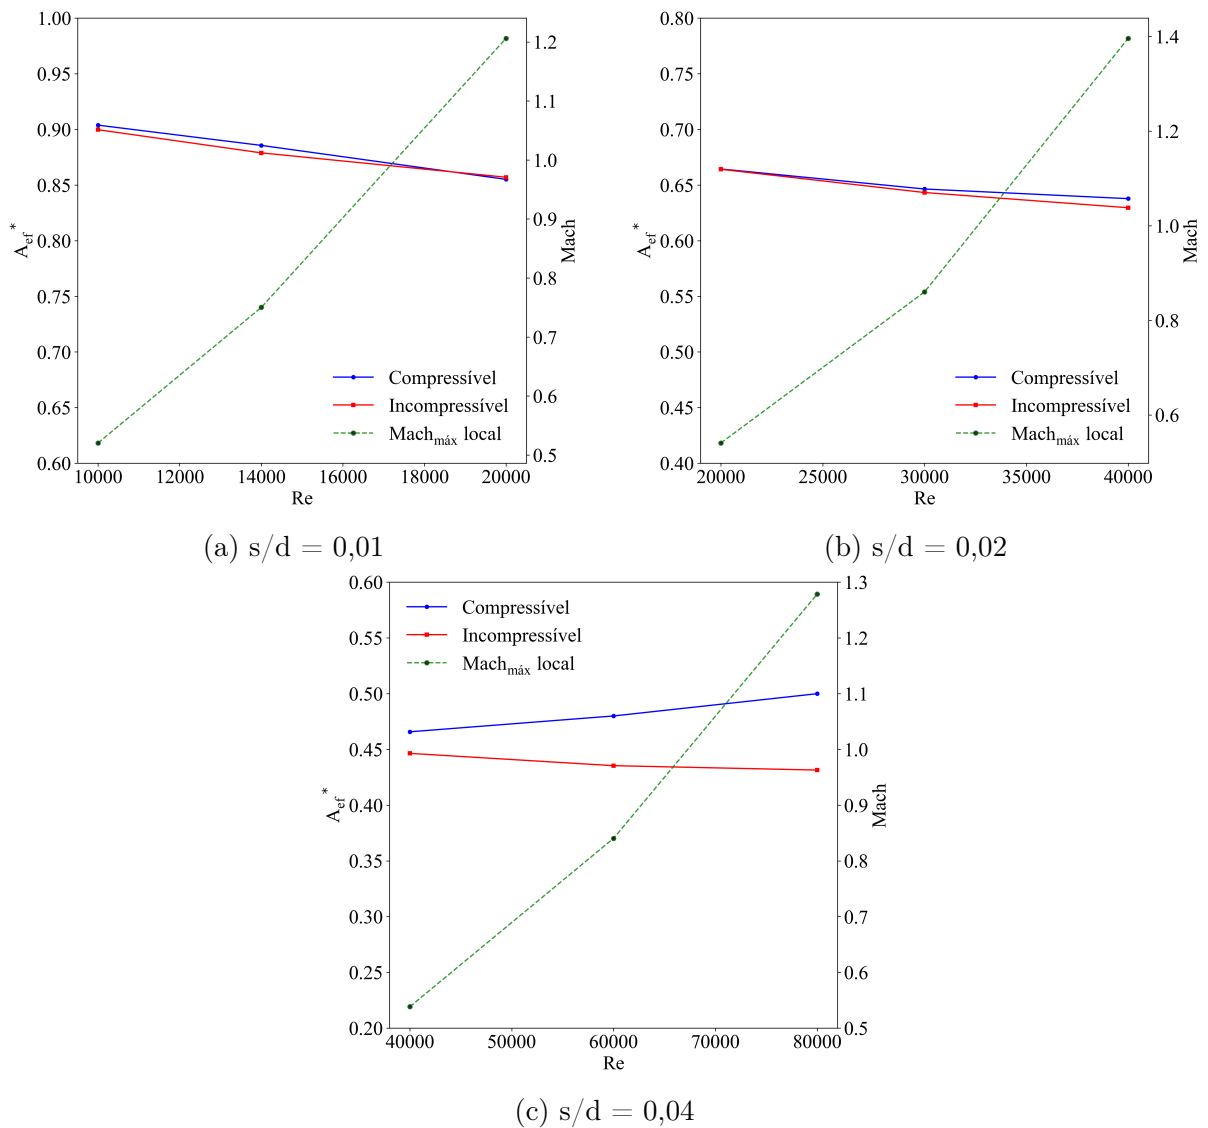 1.00
0.95
0.90
0.85
0.80
0.75
0.70
0.65
0.60
A_ef*
1.2
1.1
1.0
0.9
0.8
0.7
0.6
0.5
Mach
Compressível
Incompressível
Mach_máx local
10000 12000 14000 16000 18000 20000
Re
(a) s/d = 0,01
0.80
0.75
0.70
0.65
0.60
0.55
0.50
0.45
0.40
A_ef*
1.4
1.2
1.0
0.8
0.6
Mach
Compressível
Incompressível
Mach_máx local
20000 25000 30000 35000 40000
Re
(b) s/d = 0,02
0.60
0.55
0.50
0.45
0.40
0.35
0.30
0.25
0.20
A_ef*
1.3
1.2
1.1
1.0
0.9
0.8
0.7
0.6
0.5
Mach
Compressível
Incompressível
Mach_máx local
40000 50000 60000 70000 80000
Re
(c) s/d = 0,04